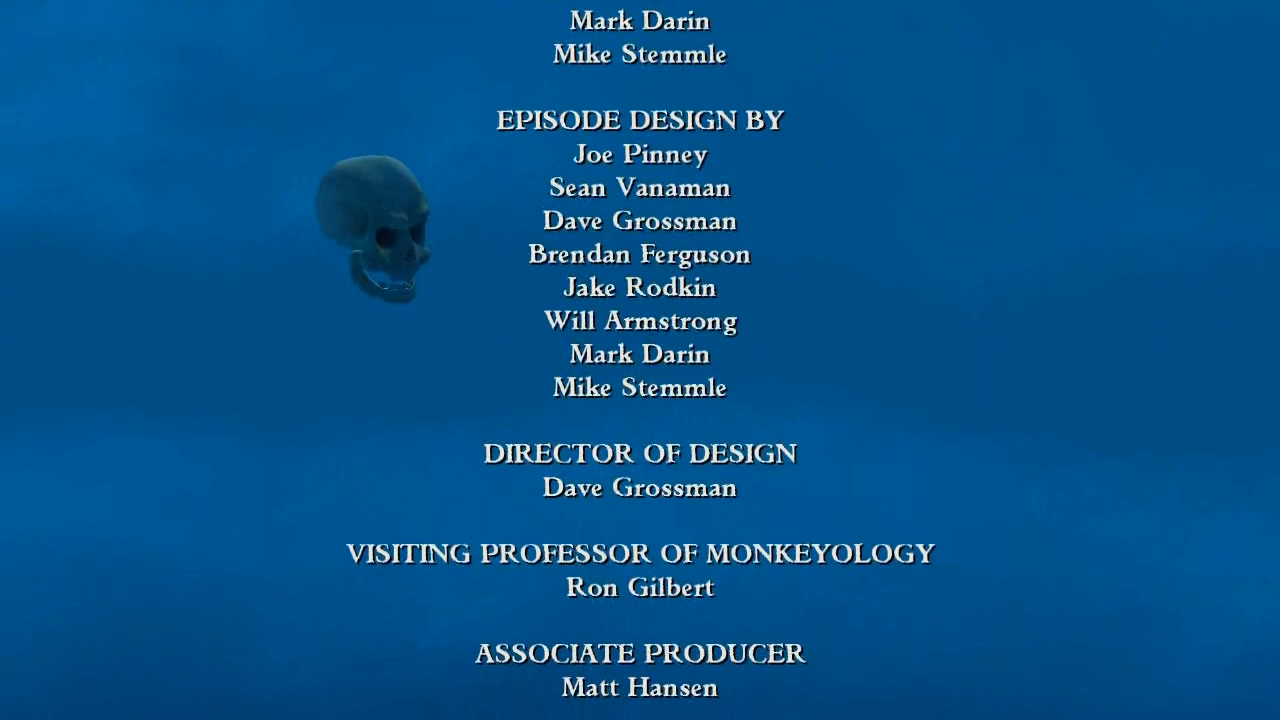 Mark Darin
Mike Stemmle
EPISODE DESIGN BY
Joe Pinney
Sean Vanaman
Dave Grossman
Brendan Ferguson
Jake Rodkin
Will Armstrong
Mark Darin
Mike Stemmle
DIRECTOR OF DESIGN
Dave Grossman
VISITING PROFESSOR OF MONKEYOLOGY
Ron Gilbert
ASSOCIATE PRODUCER
Matt Hansen